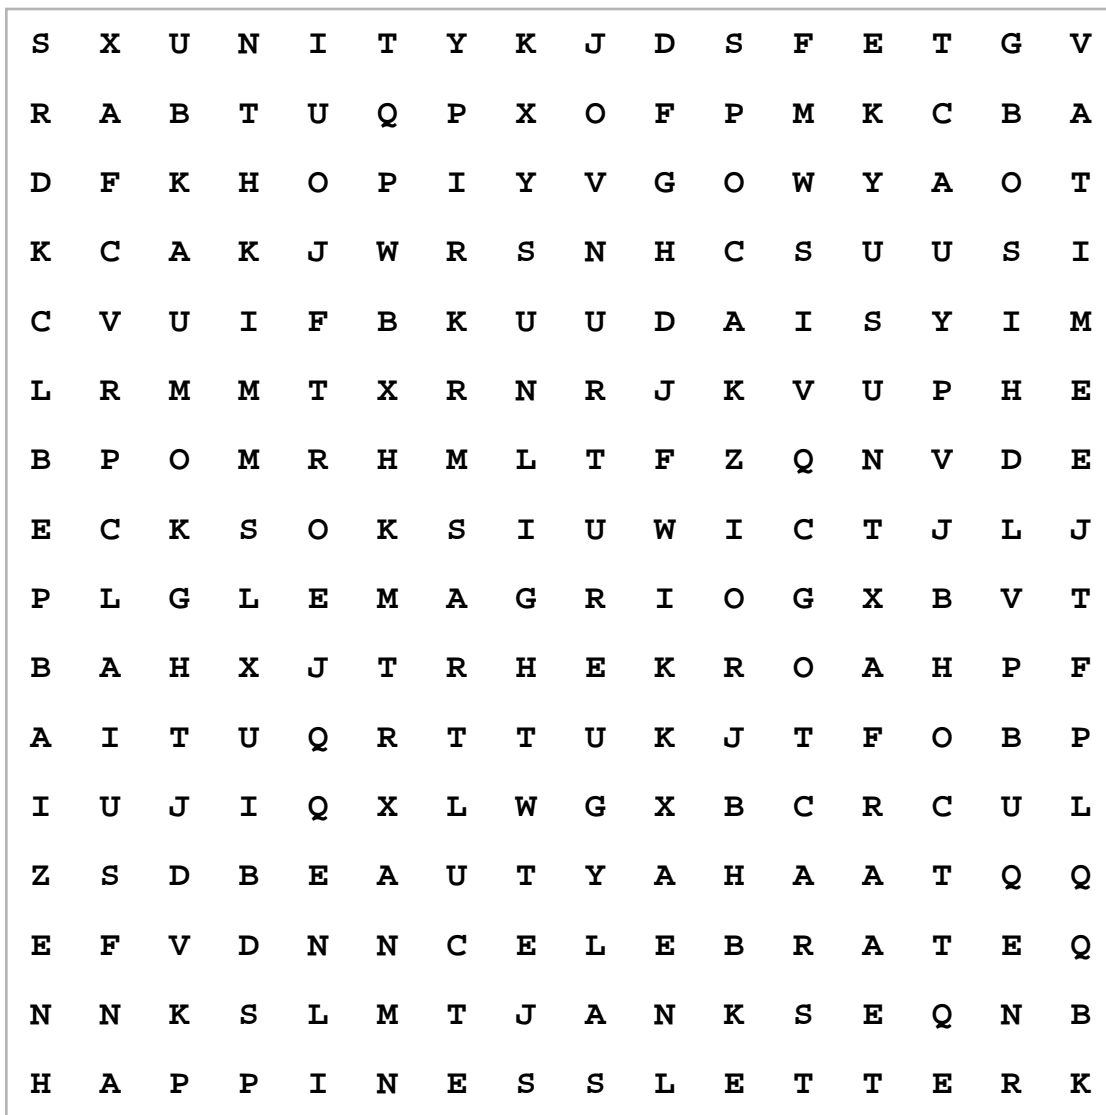 S X U N I T Y K J D S F E T G V
R A B T U Q P X O F P M K C B A
D F K H O P I Y V G O W Y A O T
K C A K J W R S N H C S U U S I
C V U I F B K U U D A I S Y I M
L R M M T X R N R J K V U P H E
B P O M R H M L T F Z Q N V D E
E C K S O K S I U W I C T J L J
P L G L E M A G R I O G X B V T
B A H X J T R H E K R O A H P F
A I T U Q R T T U K J T F O B P
I U J I Q X L W G X B C R C U L
Z S D B E A U T Y A H A A T Q Q
E F V D N N C E L E B R A T E Q
N N K S L M T J A N K S E Q N B
H A P P I N E S S L E T T E R K